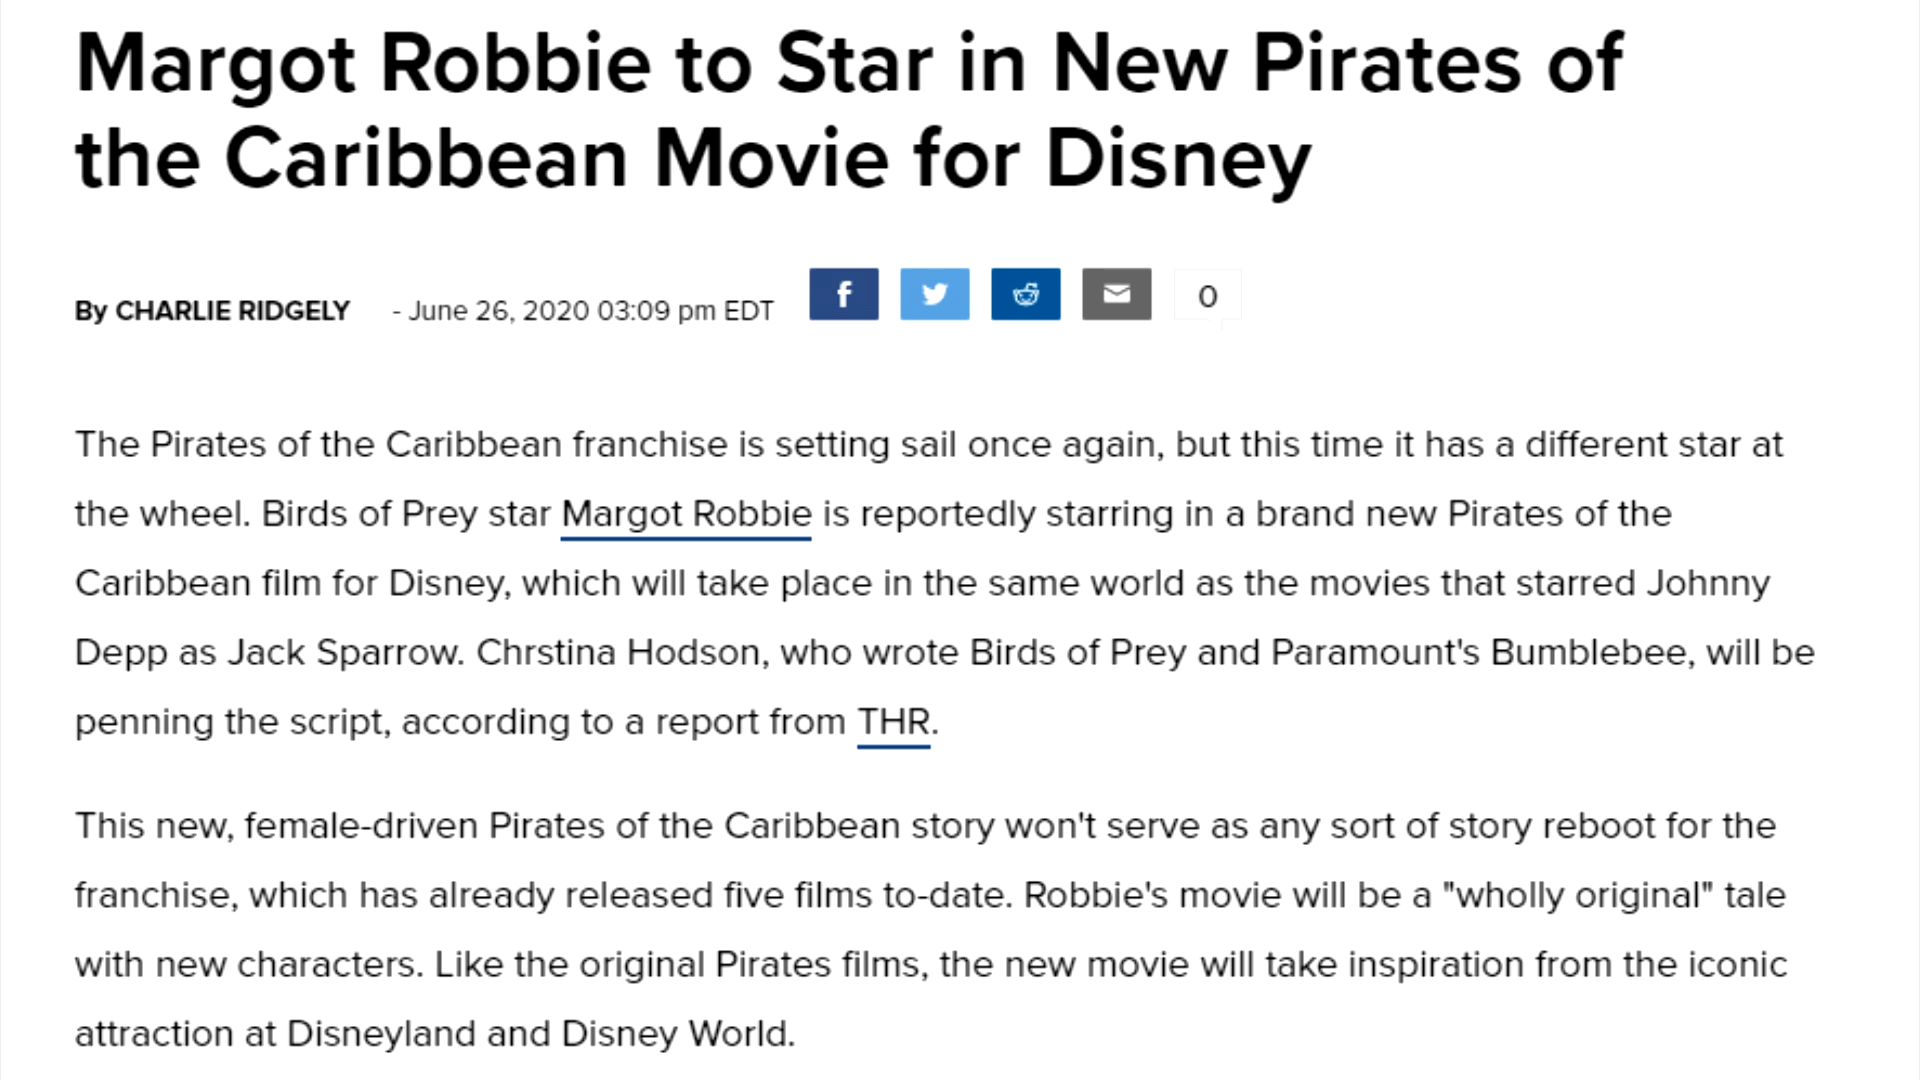 Margot Robbie to Star in New Pirates of
the Caribbean Movie for Disney
By CHARLIE RIDGELY - June 26, 2020 03:09 pm EDT f 0
The Pirates of the Caribbean franchise is setting sail once again, but this time it has a different star at
the wheel. Birds of Prey star Margot Robbie is reportedly starring in a brand new Pirates of the
Caribbean film for Disney, which will take place in the same world as the movies that starred Johnny
Depp as Jack Sparrow. Chrstina Hodson, who wrote Birds of Prey and Paramount's Bumblebee, will be
penning the script, according to a report from THR.
This new, female-driven Pirates of the Caribbean story won't serve as any sort of story reboot for the
franchise, which has already released five films to-date. Robbie's movie will be a "wholly original" tale
with new characters. Like the original Pirates films, the new movie will take inspiration from the iconic
attraction at Disneyland and Disney World.